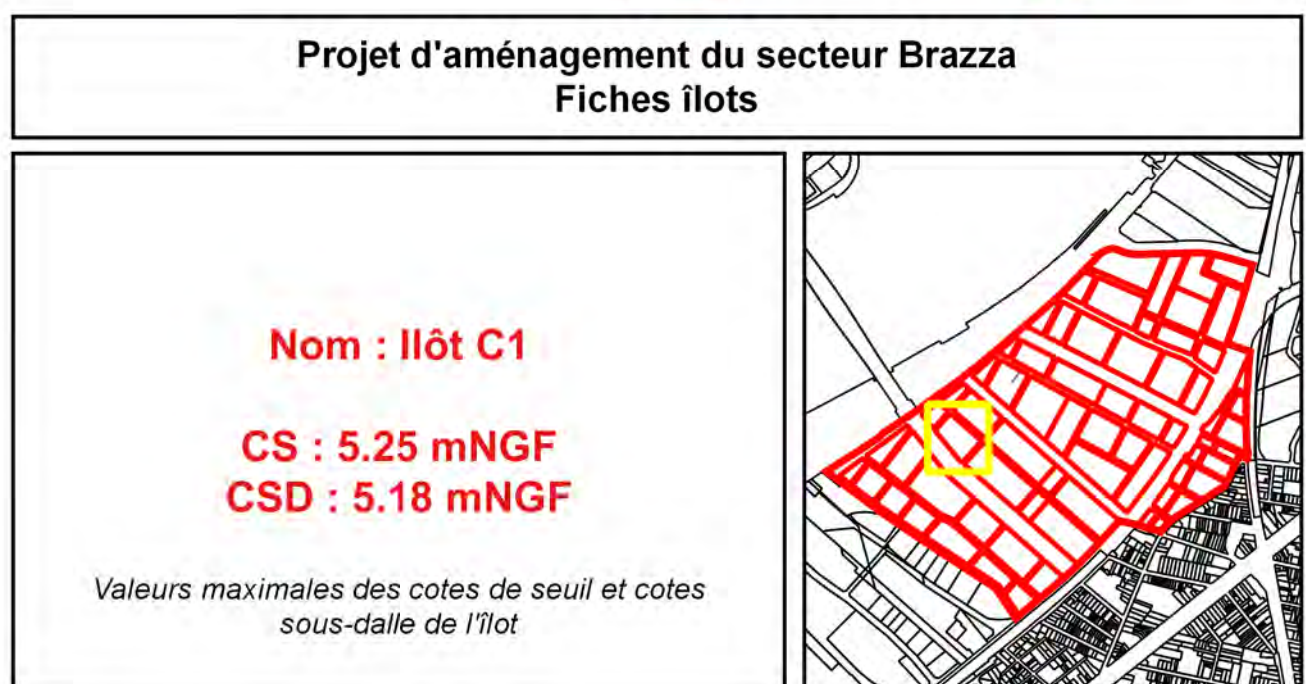 Projet d'aménagement du secteur Brazza
Fiches îlots
Nom : Ilôt C1
CS : 5.25 mNGF
CSD : 5.18 mNGF
Valeurs maximales des cotes de seuil et cotes
sous-dalle de l'îlot